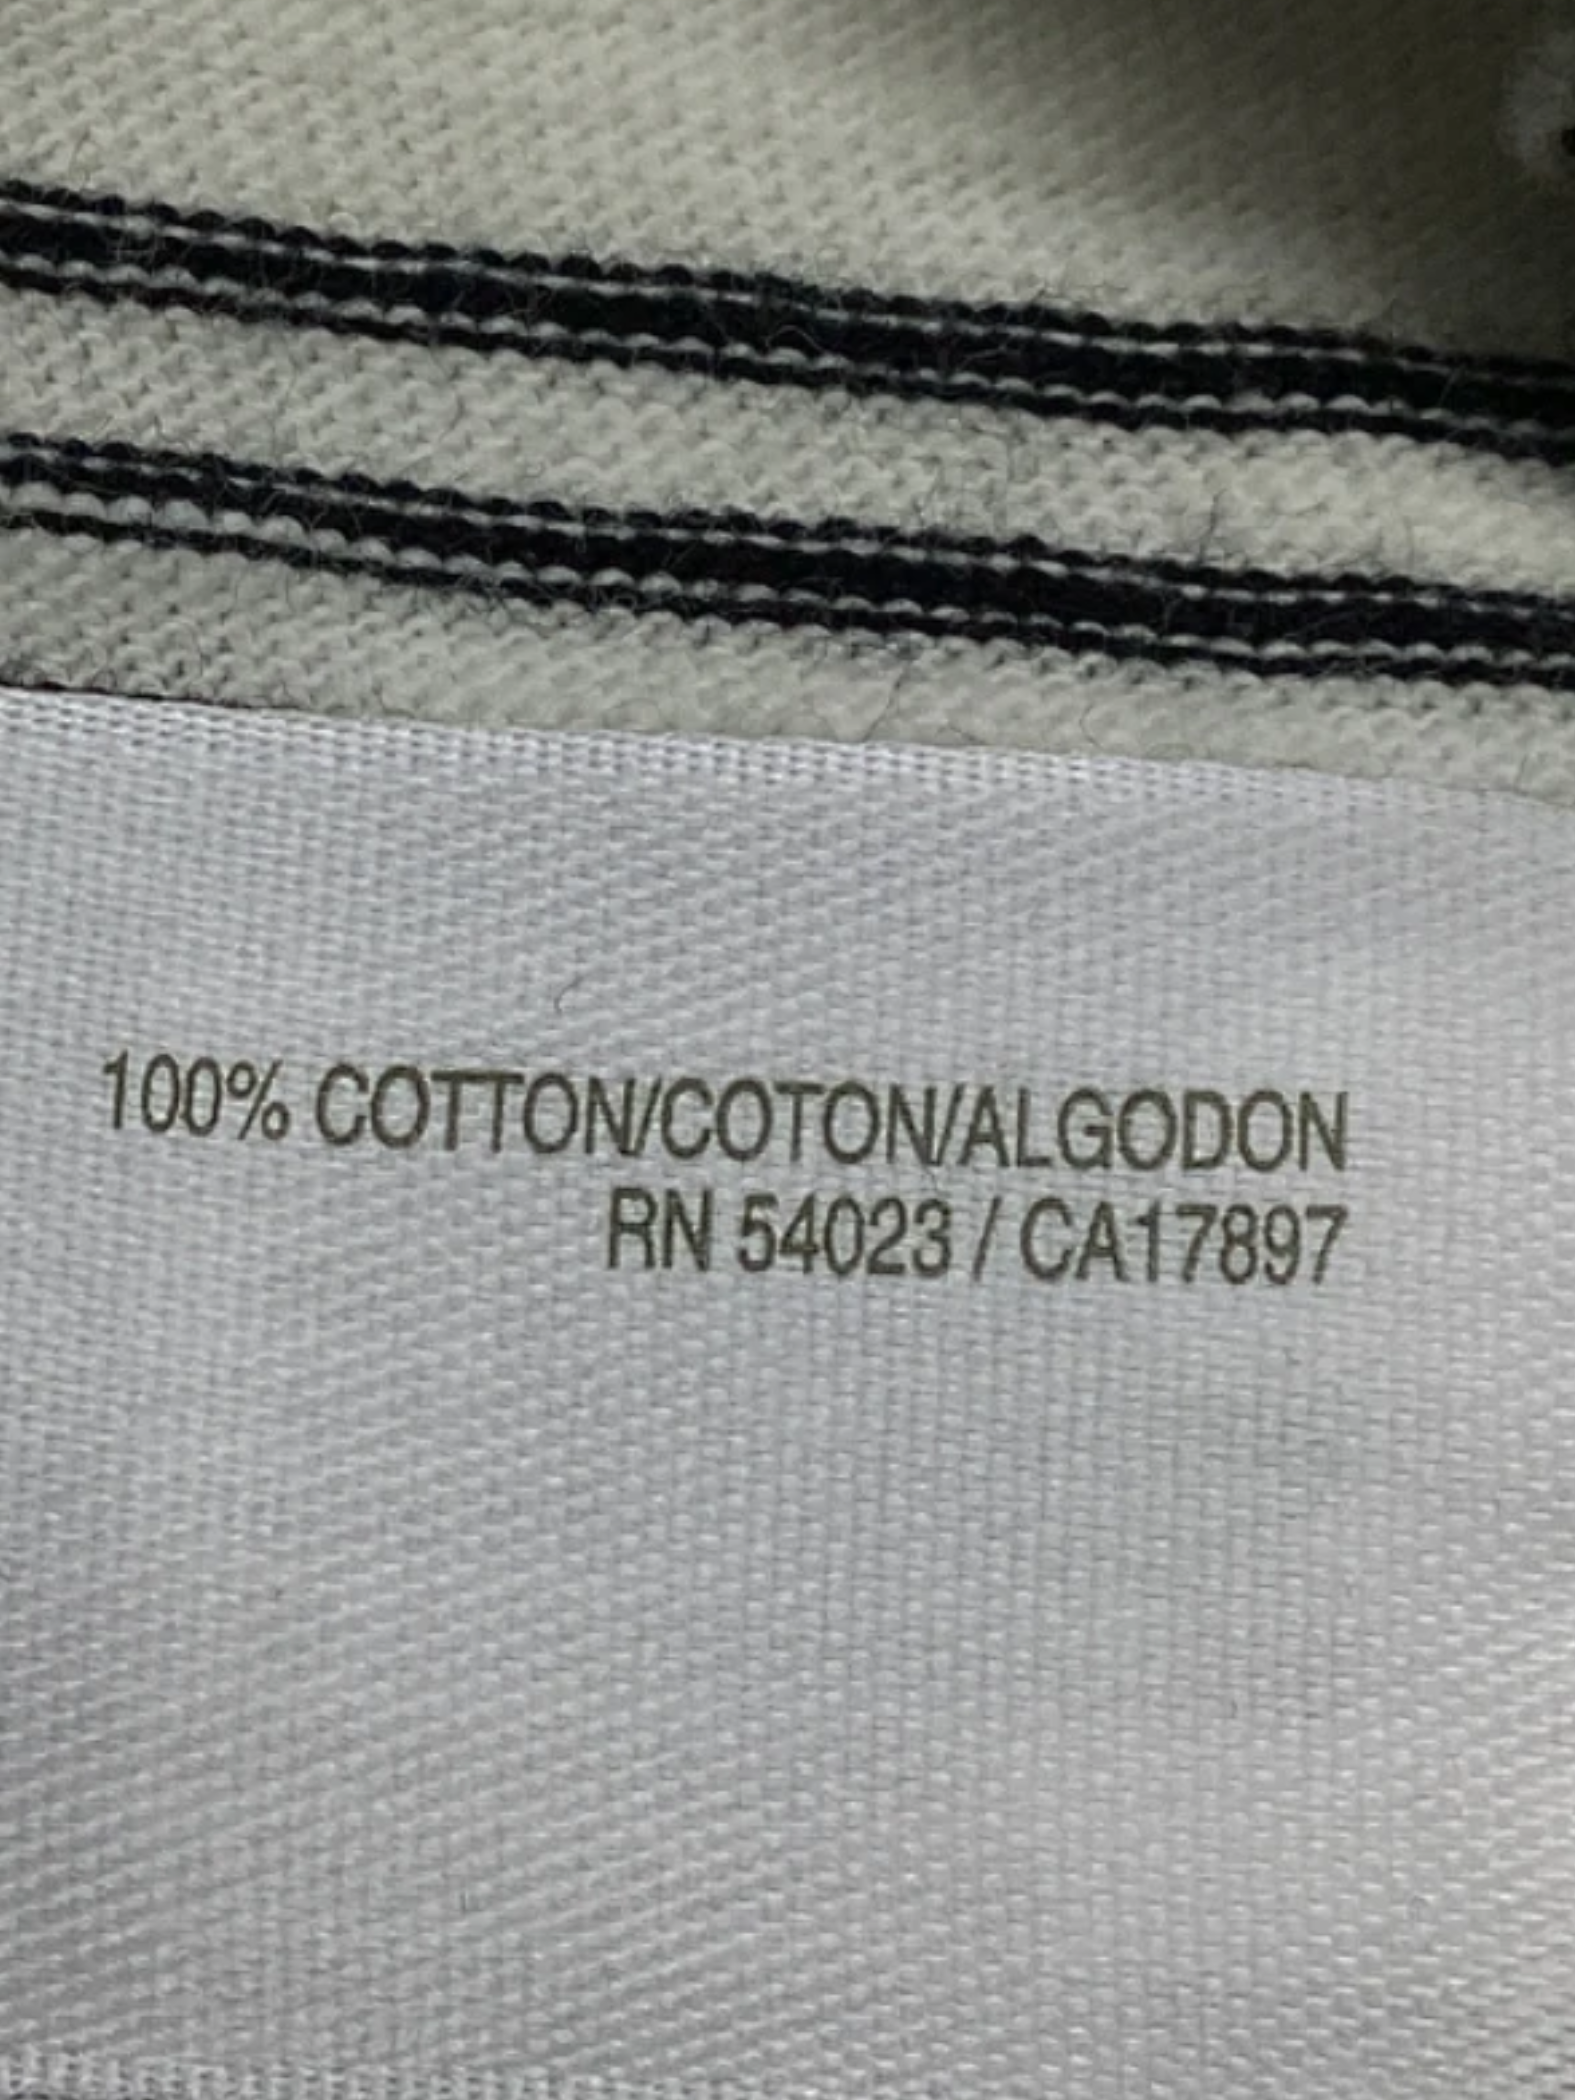 100% COTTON/COTON/ALGODON
RN 54023 / CA17897